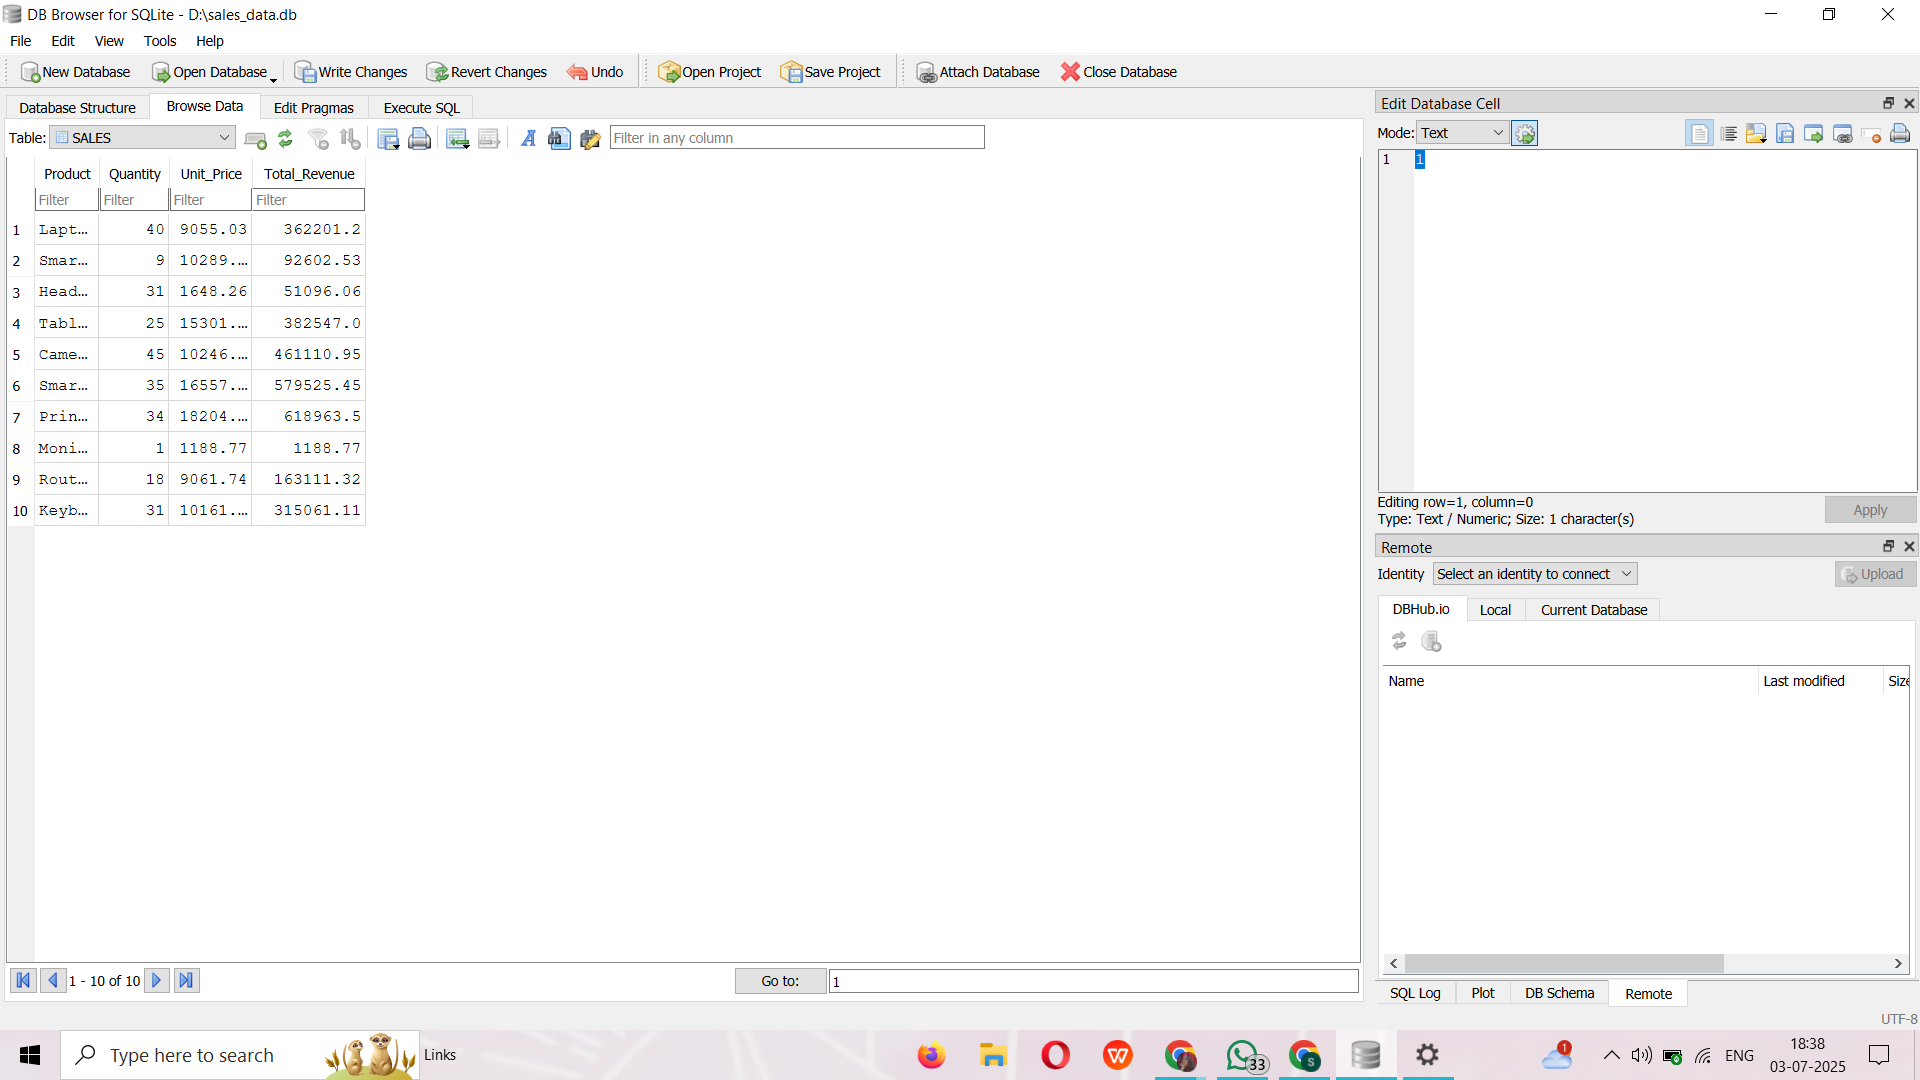 DB Browser for SQLite - D:\sales_data.db
File Edit View Tools Help
New Database Open Database Write Changes Revert Changes Undo Open Project Save Project Attach Database Close Database
Database Structure Browse Data Edit Pragmas Execute SQL
Table: SALES Filter in any column
Product Quantity Unit_Price Total_Revenue
Filter Filter Filter Filter
1 Lapt... 40 9055.03 362201.2
2 Smar... 9 10289.... 92602.53
3 Head... 31 1648.26 51096.06
4 Tabl... 25 15301.... 382547.0
5 Came... 45 10246.... 461110.95
6 Smar... 35 16557.... 579525.45
7 Prin... 34 18204.... 618963.5
8 Moni... 1 1188.77 1188.77
9 Rout... 18 9061.74 163111.32
10 Keyb... 31 10161.... 315061.11
1 - 10 of 10 Go to: 1
Edit Database Cell
Mode: Text
1 1
Editing row=1, column=0
Type: Text / Numeric; Size: 1 character(s)
Apply
Remote
Identity Select an identity to connect Upload
DBHub.io Local Current Database
Name Last modified Size
SQL Log Plot DB Schema Remote
UTF-8
Type here to search Links 33 S 1 ENG 18:38
03-07-2025